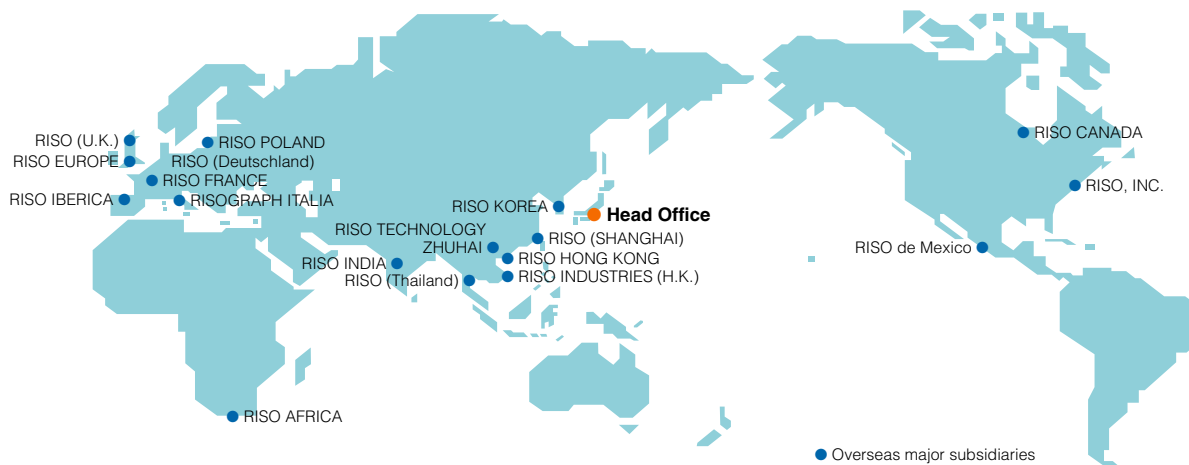 RISO (U.K.)
RISO POLAND
RISO EUROPE
RISO (Deutschland)
RISO FRANCE
RISO IBERICA
RISOGRAPH ITALIA
RISO KOREA
Head Office
RISO TECHNOLOGY
ZHUHAI
RISO (SHANGHAI)
RISO HONG KONG
RISO INDIA
RISO (Thailand)
RISO INDUSTRIES (H.K.)
RISO AFRICA
RISO CANADA
RISO, INC.
RISO de Mexico
Overseas major subsidiaries